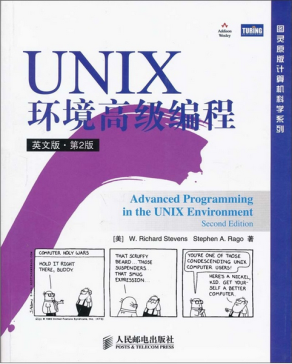 Addison
Wesley
TURING
图灵原版计算机科学系列
UNIX
环境高级编程
英文版·第2版
Advanced Programming
in the UNIX Environment
Second Edition
[美] W. Richard Stevens Stephen A. Rago 著
COMPUTER HOLY WARS
HOLD IT RIGHT
THERE, BUDDY
THAT SCRUFFY
BEARD... THOSE
SUSPENDERS...
THAT SMUG
EXPRESSION...
YOU'RE ONE OF THOSE
CONDESCENDING UNIX
COMPUTER USERS!
HERE'S A NICKEL,
KID. GET YOUR-
SELF A BETTER
COMPUTER.
人民邮电出版社
POSTS & TELECOM PRESS